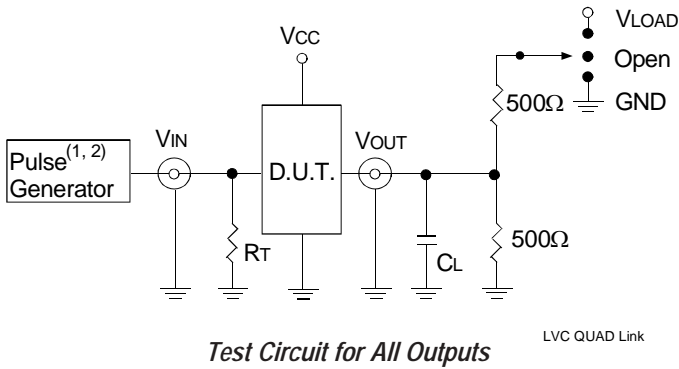 VLOAD
VCC
Open
500Ω
GND
VIN
VOUT
Pulse(1, 2)
Generator
D.U.T.
500Ω
RT
CL
LVC QUAD Link
Test Circuit for All Outputs